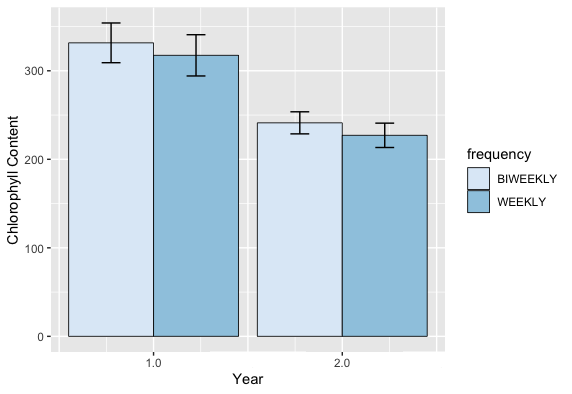 Chlorophyll Content
300
200
100
0
1.0
2.0
Year
frequency
BIWEEKLY
WEEKLY